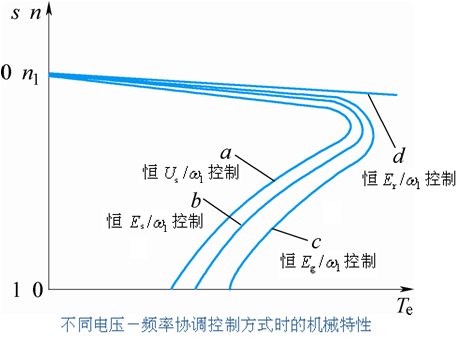 s n
0 n₁
a
恒 Uₛ/ω₁ 控制
d
恒 Eᵣ/ω₁ 控制
b
恒 Eₛ/ω₁ 控制
c
恒 E_g/ω₁ 控制
1 0
Tₑ
不同电压－频率协调控制方式时的机械特性